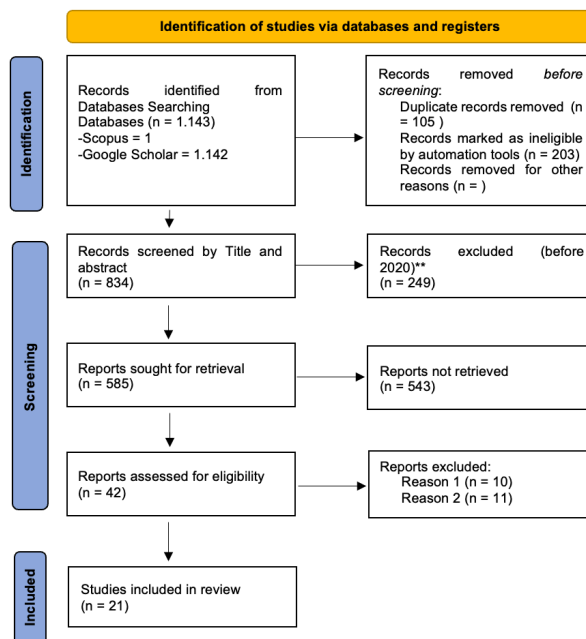 Identification of studies via databases and registers
Identification
Records identified from
Databases Searching
Databases (n = 1.143)
-Scopus = 1
-Google Scholar = 1.142
Records removed before
screening:
Duplicate records removed (n
= 105 )
Records marked as ineligible
by automation tools (n = 203)
Records removed for other
reasons (n = )
Screening
Records screened by Title and
abstract
(n = 834)
Records excluded (before
2020)**
(n = 249)
Reports sought for retrieval
(n = 585)
Reports not retrieved
(n = 543)
Reports assessed for eligibility
(n = 42)
Reports excluded:
Reason 1 (n = 10)
Reason 2 (n = 11)
Included
Studies included in review
(n = 21)